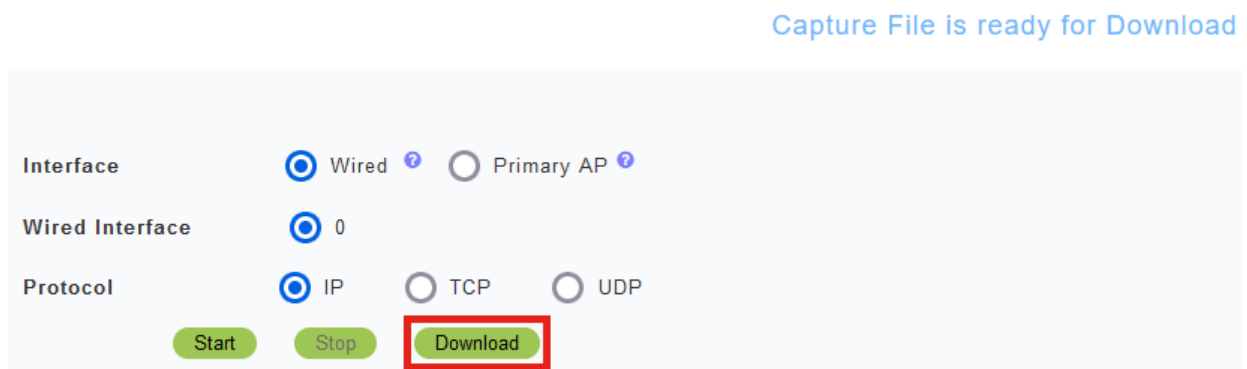 Capture File is ready for Download
Interface Wired ? Primary AP ?
Wired Interface 0
Protocol IP TCP UDP
Start Stop Download